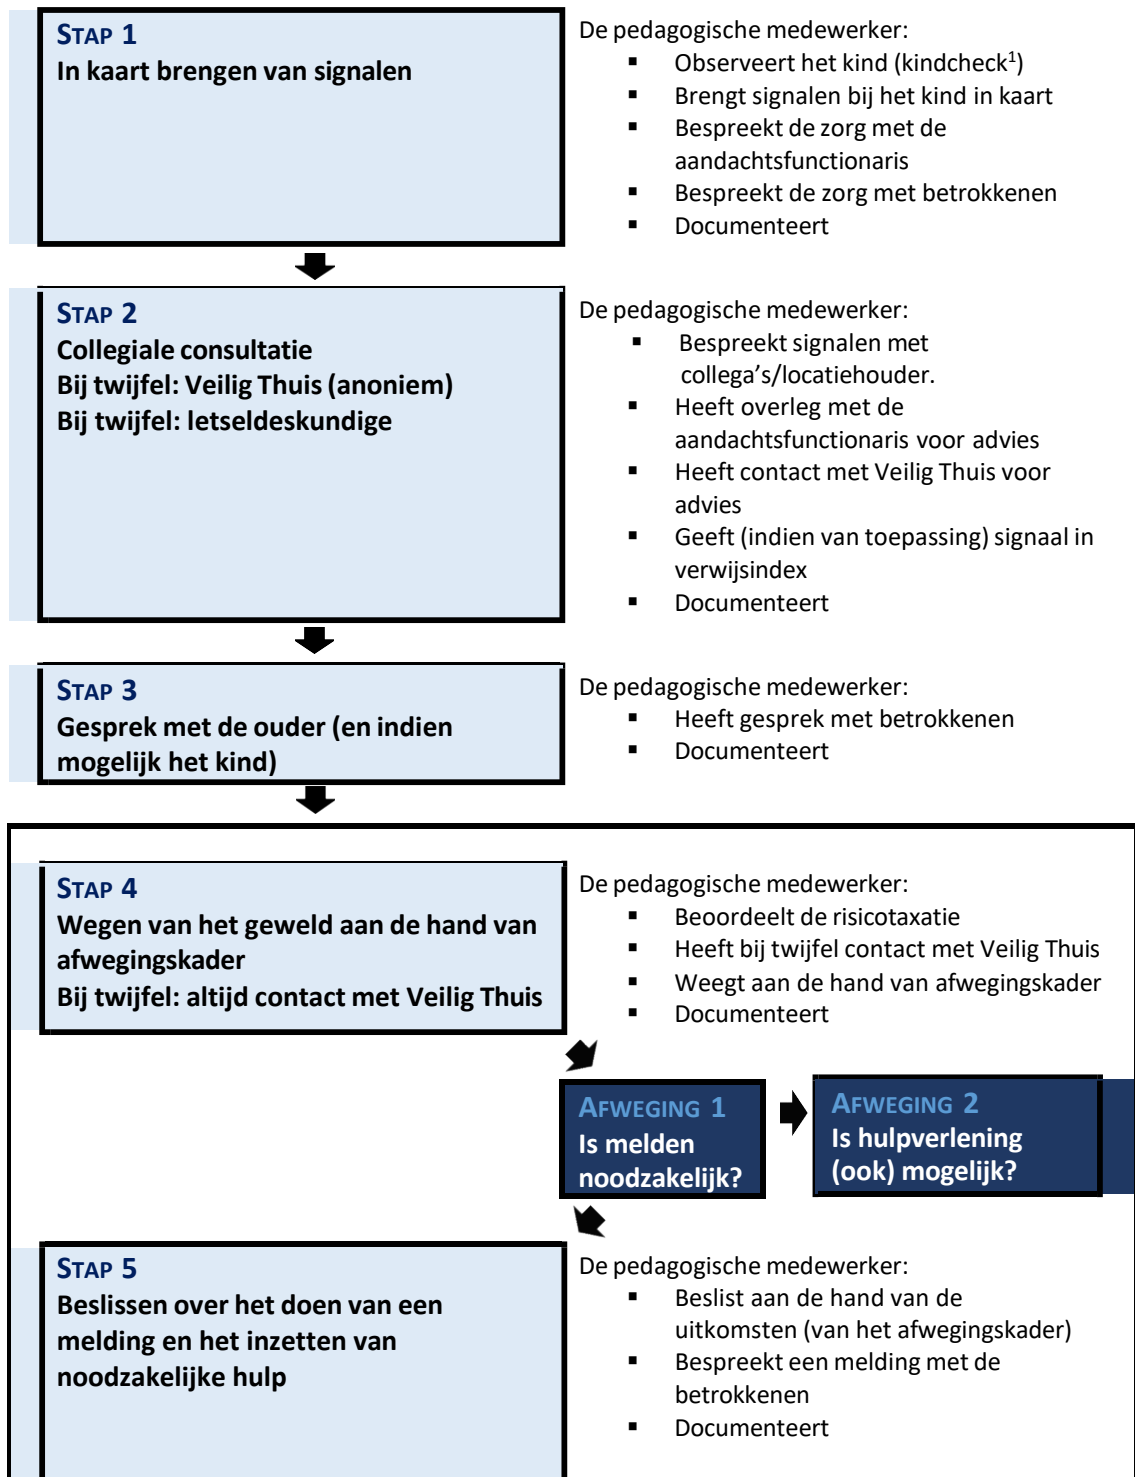 STAP 1
In kaart brengen van signalen
De pedagogische medewerker:
▪ Observeert het kind (kindcheck¹)
▪ Brengt signalen bij het kind in kaart
▪ Bespreekt de zorg met de
aandachtsfunctionaris
▪ Bespreekt de zorg met betrokkenen
▪ Documenteert
STAP 2
Collegiale consultatie
Bij twijfel: Veilig Thuis (anoniem)
Bij twijfel: letseldeskundige
De pedagogische medewerker:
▪ Bespreekt signalen met
collega’s/locatiehouder.
▪ Heeft overleg met de
aandachtsfunctionaris voor advies
▪ Heeft contact met Veilig Thuis voor
advies
▪ Geeft (indien van toepassing) signaal in
verwijsindex
▪ Documenteert
STAP 3
Gesprek met de ouder (en indien
mogelijk het kind)
De pedagogische medewerker:
▪ Heeft gesprek met betrokkenen
▪ Documenteert
STAP 4
Wegen van het geweld aan de hand van
afwegingskader
Bij twijfel: altijd contact met Veilig Thuis
De pedagogische medewerker:
▪ Beoordeelt de risicotaxatie
▪ Heeft bij twijfel contact met Veilig Thuis
▪ Weegt aan de hand van afwegingskader
▪ Documenteert
AFWEGING 1
Is melden
noodzakelijk?
AFWEGING 2
Is hulpverlening
(ook) mogelijk?
STAP 5
Beslissen over het doen van een
melding en het inzetten van
noodzakelijke hulp
De pedagogische medewerker:
▪ Beslist aan de hand van de
uitkomsten (van het afwegingskader)
▪ Bespreekt een melding met de
betrokkenen
▪ Documenteert